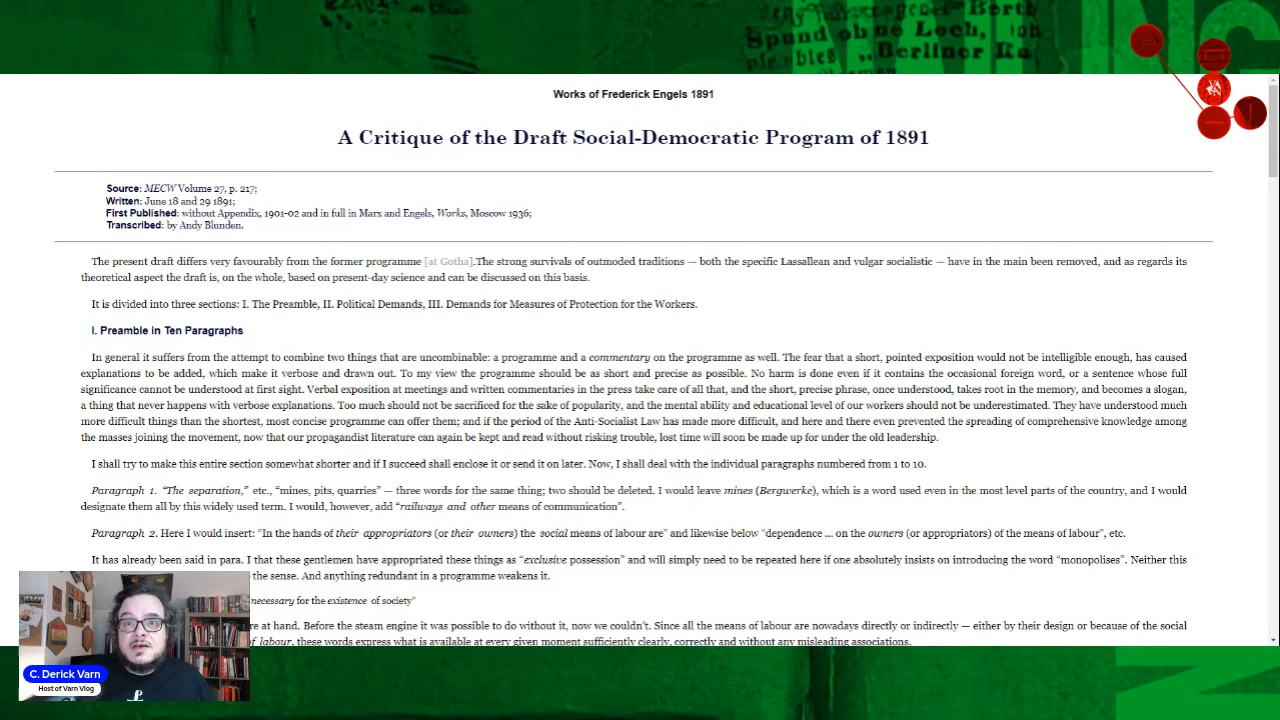 Berth
Spund ohne Loch,
Berliner
Works of Frederick Engels 1891
A Critique of the Draft Social-Democratic Program of 1891
Source: MECW Volume 27, p. 217;
Written: June 18 and 29 1891;
First Published: without Appendix, 1901-02 and in full in Marx and Engels, Works, Moscow 1936;
Transcribed: by Andy Blunden.
The present draft differs very favourably from the former programme [at Gotha].The strong survivals of outmoded traditions — both the specific Lassallean and vulgar socialistic — have in the main been removed, and as regards its
theoretical aspect the draft is, on the whole, based on present-day science and can be discussed on this basis.
It is divided into three sections: I. The Preamble, II. Political Demands, III. Demands for Measures of Protection for the Workers.
I. Preamble in Ten Paragraphs
In general it suffers from the attempt to combine two things that are uncombinable: a programme and a commentary on the programme as well. The fear that a short, pointed exposition would not be intelligible enough, has caused
explanations to be added, which make it verbose and drawn out. To my view the programme should be as short and precise as possible. No harm is done even if it contains the occasional foreign word, or a sentence whose full
significance cannot be understood at first sight. Verbal exposition at meetings and written commentaries in the press take care of all that, and the short, precise phrase, once understood, takes root in the memory, and becomes a slogan,
a thing that never happens with verbose explanations. Too much should not be sacrificed for the sake of popularity, and the mental ability and educational level of our workers should not be underestimated. They have understood much
more difficult things than the shortest, most concise programme can offer them; and if the period of the Anti-Socialist Law has made more difficult, and here and there even prevented the spreading of comprehensive knowledge among
the masses joining the movement, now that our propagandist literature can again be kept and read without risking trouble, lost time will soon be made up for under the old leadership.
I shall try to make this entire section somewhat shorter and if I succeed shall enclose it or send it on later. Now, I shall deal with the individual paragraphs numbered from 1 to 10.
Paragraph 1. “The separation,” etc., “mines, pits, quarries” — three words for the same thing; two should be deleted. I would leave mines (Bergwerke), which is a word used even in the most level parts of the country, and I would
designate them all by this widely used term. I would, however, add “railways and other means of communication”.
Paragraph 2. Here I would insert: “In the hands of their appropriators (or their owners) the social means of labour are” and likewise below “dependence ... on the owners (or appropriators) of the means of labour”, etc.
It has already been said in para. 1 that these gentlemen have appropriated these things as “exclusive possession” and will simply need to be repeated here if one absolutely insists on introducing the word “monopolises”. Neither this
the sense. And anything redundant in a programme weakens it.
necessary for the existence of society”
re at hand. Before the steam engine it was possible to do without it, now we couldn’t. Since all the means of labour are nowadays directly or indirectly — either by their design or because of the social
of labour, these words express what is available at every given moment sufficiently clearly, correctly and without any misleading associations.
C. Derick Varn
Host of Varn Vlog